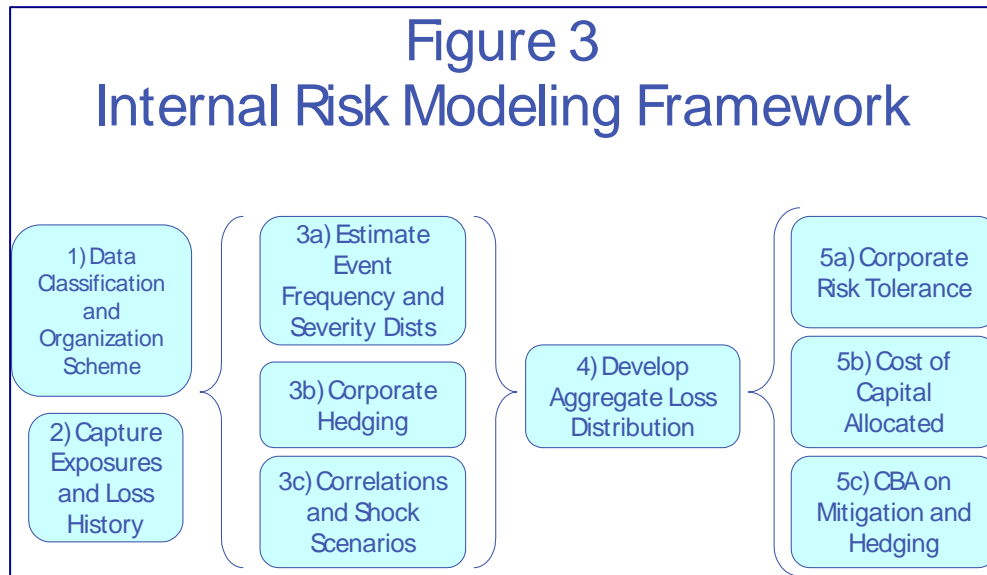 Figure 3
Internal Risk Modeling Framework
1) Data
Classification
and
Organization
Scheme
2) Capture
Exposures
and Loss
History
3a) Estimate
Event
Frequency and
Severity Dists
3b) Corporate
Hedging
3c) Correlations
and Shock
Scenarios
4) Develop
Aggregate Loss
Distribution
5a) Corporate
Risk Tolerance
5b) Cost of
Capital
Allocated
5c) CBA on
Mitigation and
Hedging